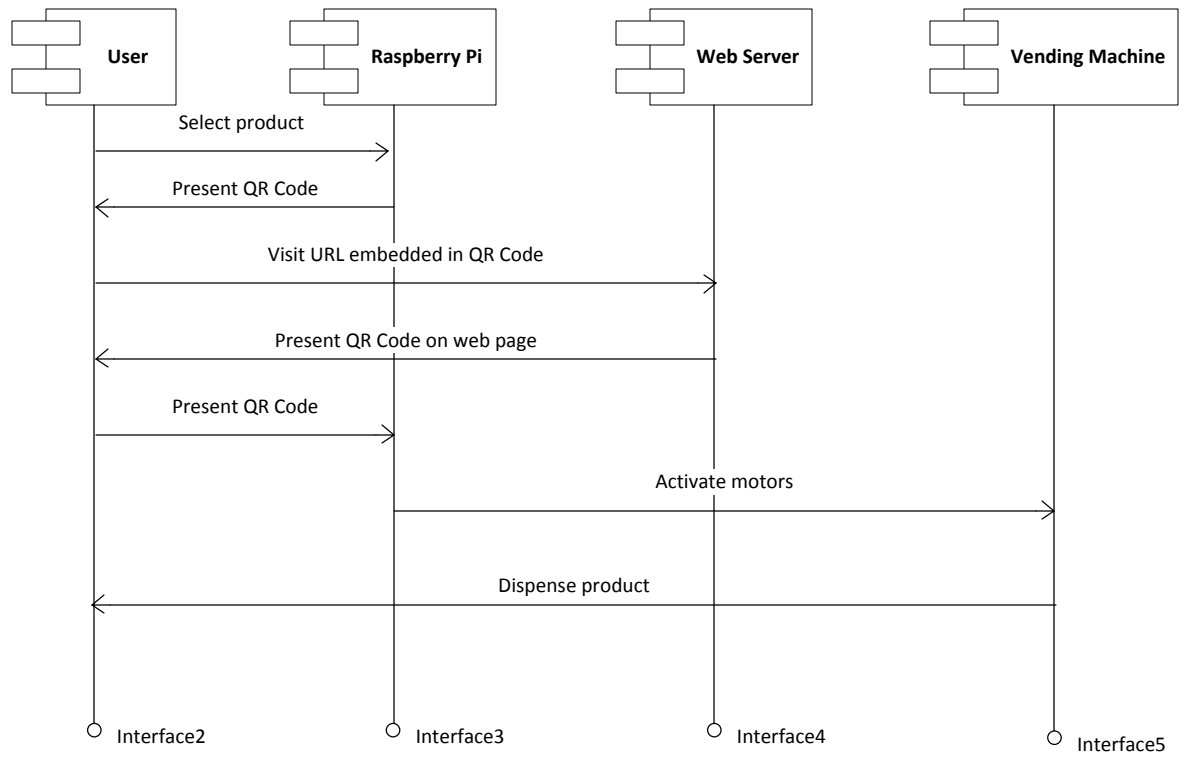 User
Raspberry Pi
Web Server
Vending Machine
Select product
Present QR Code
Visit URL embedded in QR Code
Present QR Code on web page
Present QR Code
Activate motors
Dispense product
Interface2
Interface3
Interface4
Interface5